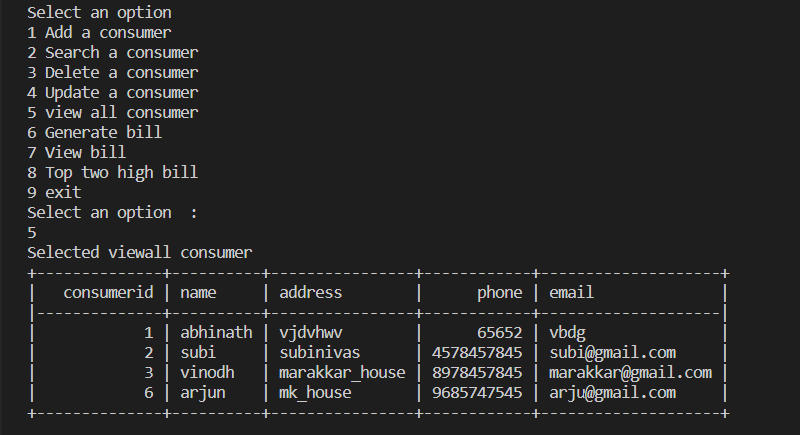 Select an option
1 Add a consumer
2 Search a consumer
3 Delete a consumer
4 Update a consumer
5 view all consumer
6 Generate bill
7 View bill
8 Top two high bill
9 exit
Select an option  :
5
Selected viewall consumer
+--------------+----------+----------------+------------+--------------------+
|   consumerid | name     | address        |      phone | email              |
|--------------+----------+----------------+------------+--------------------|
|            1 | abhinath | vjdvhwv        |      65652 | vbdg               |
|            2 | subi     | subinivas      | 4578457845 | subi@gmail.com     |
|            3 | vinodh   | marakkar_house | 8978457845 | marakkar@gmail.com |
|            6 | arjun    | mk_house       | 9685747545 | arju@gmail.com     |
+--------------+----------+----------------+------------+--------------------+